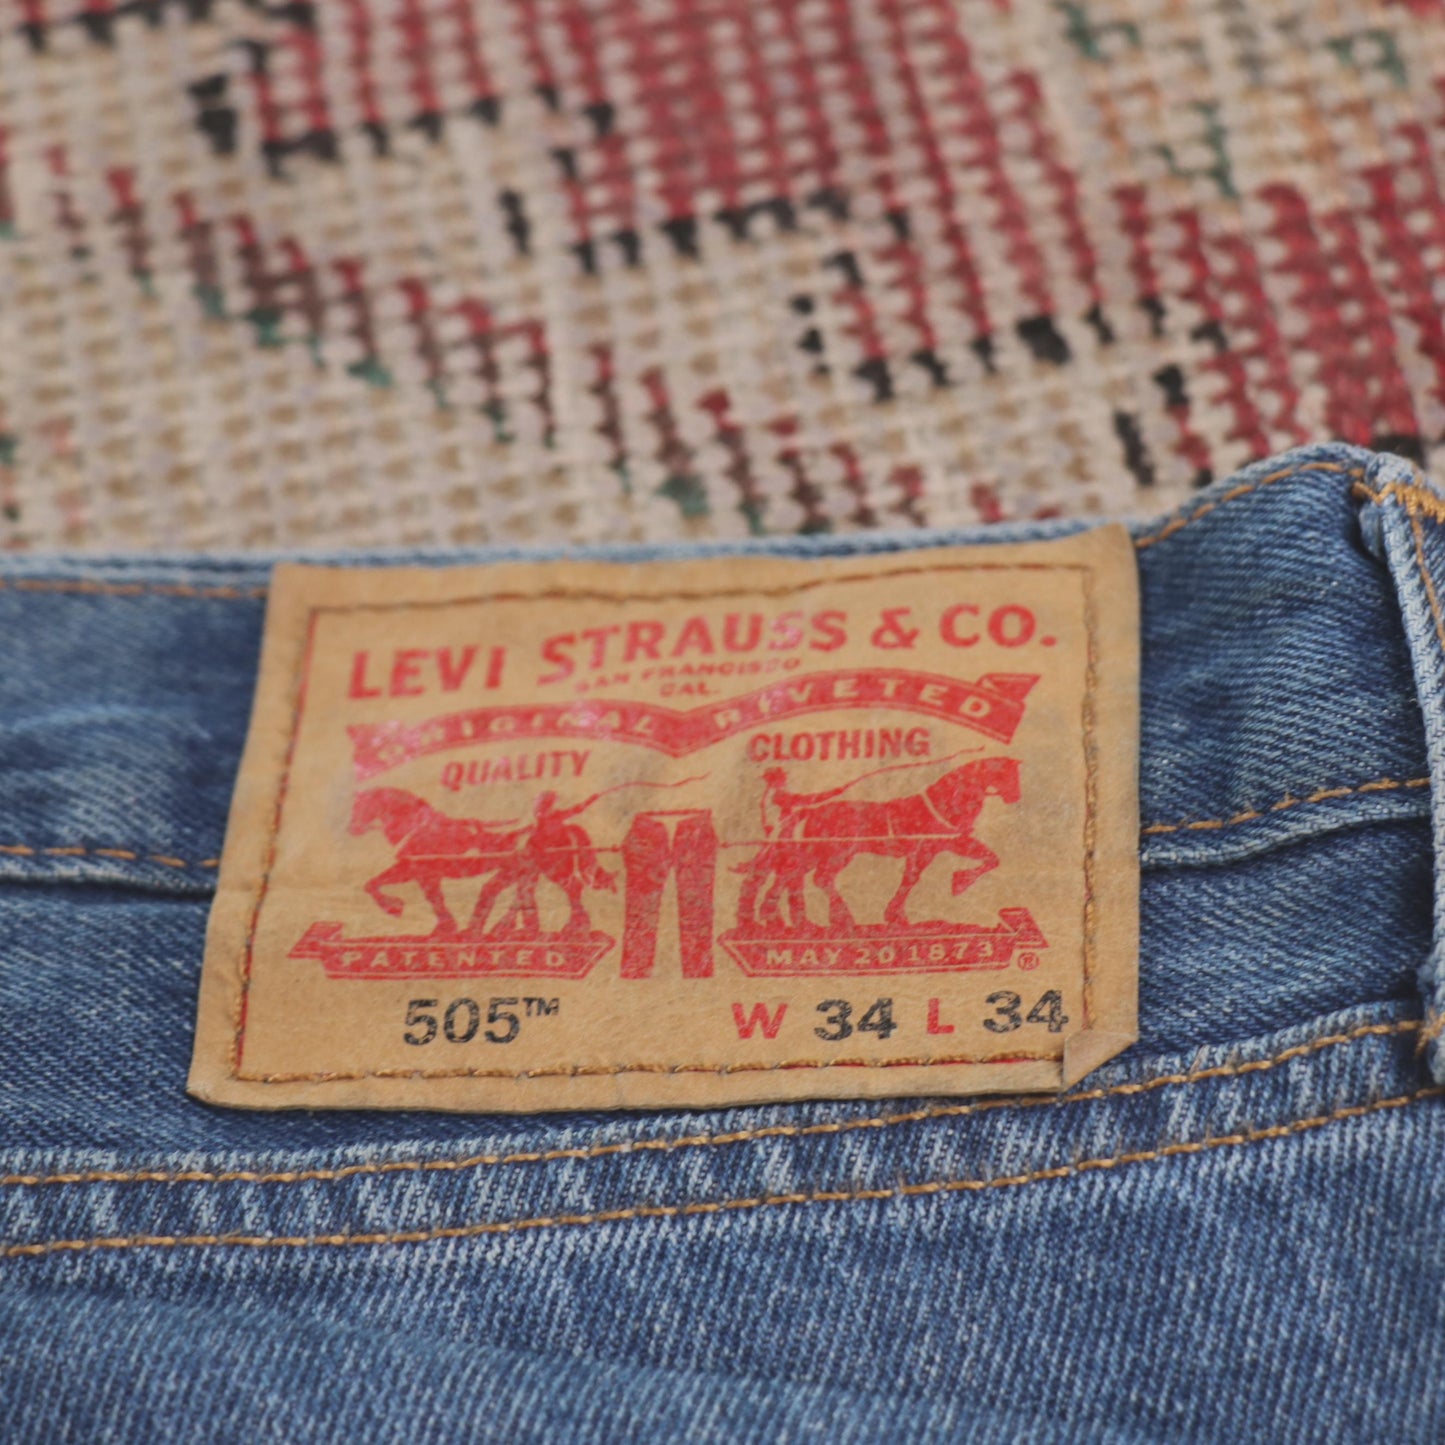 LEVI STRAUSS & CO.
SAN FRANCISCO
CAL.
ORIGINAL RIVETED
QUALITY CLOTHING
PATENTED MAY 20 1873 ®
505™ W 34 L 34